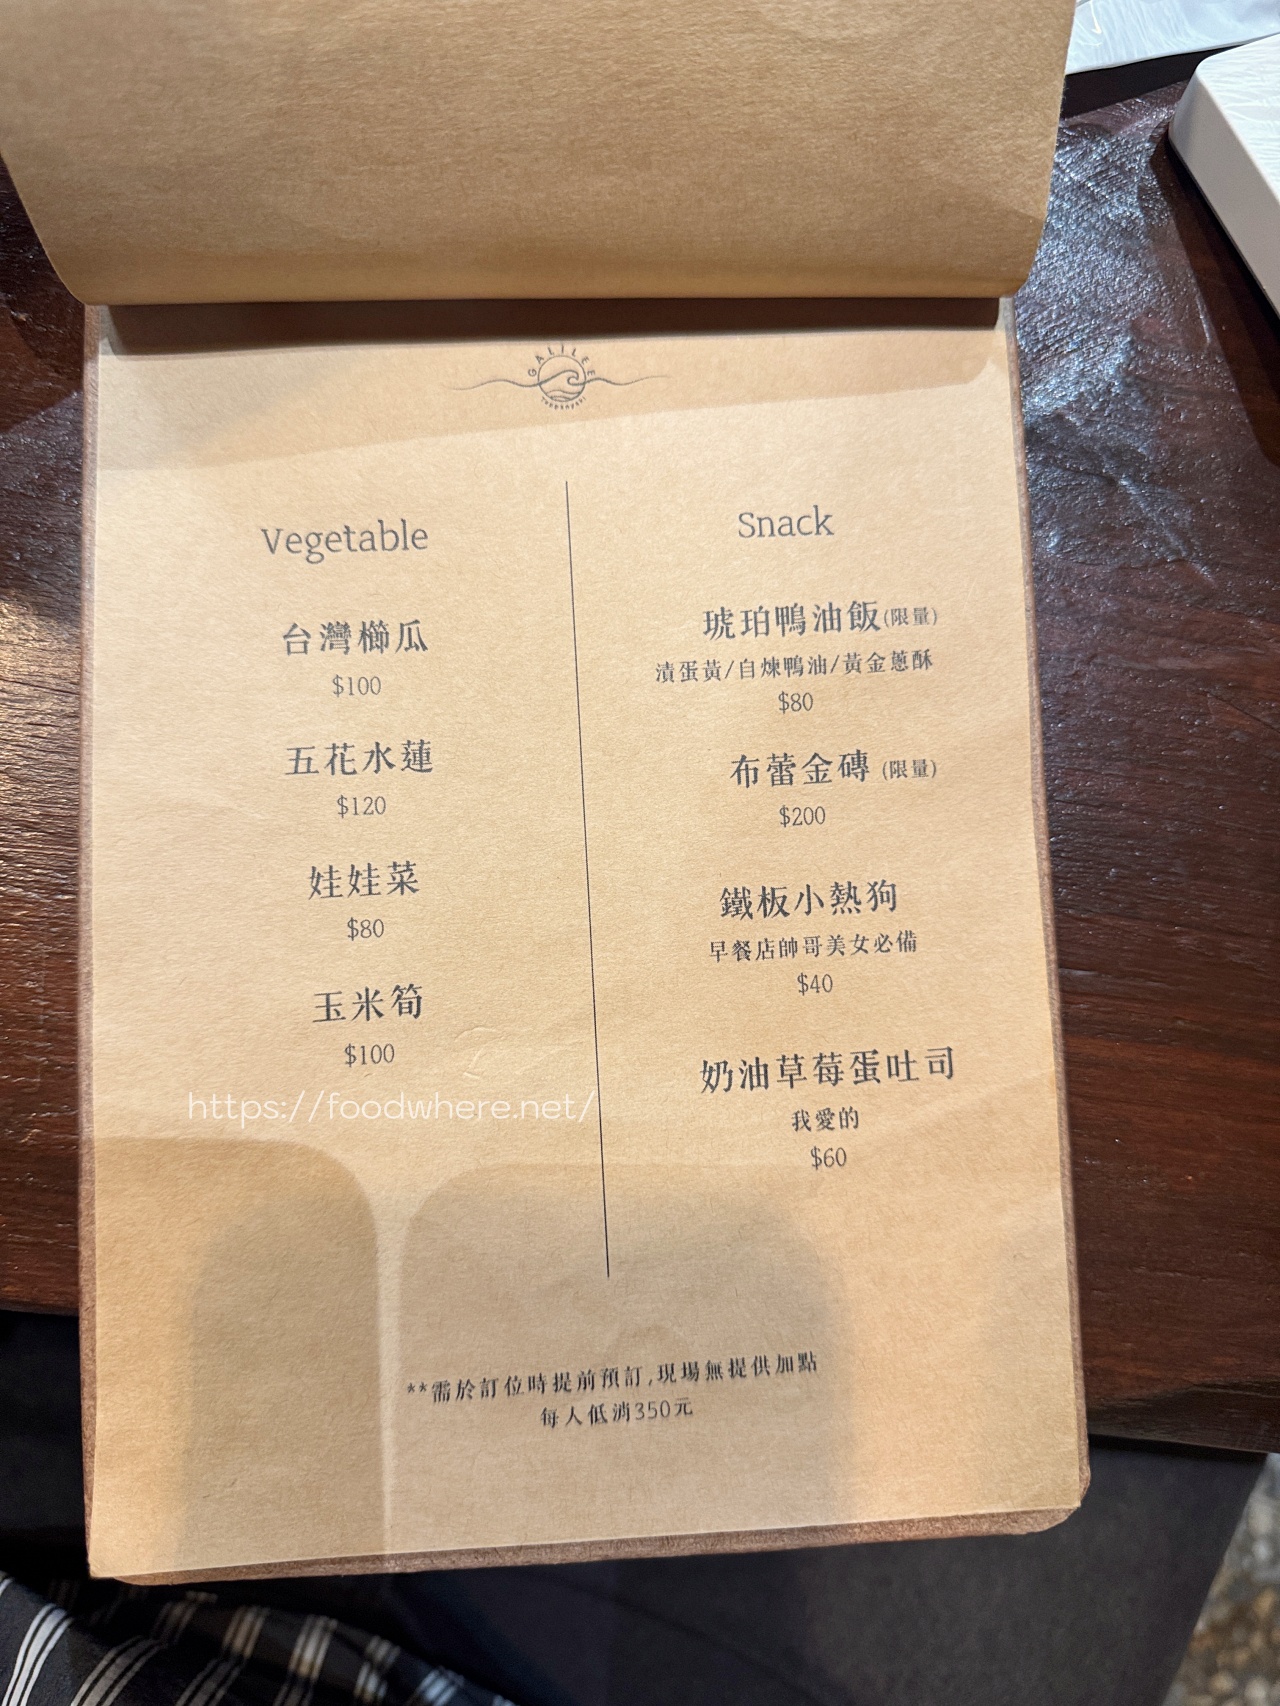 GALILEE
TEPPANYAKI
Vegetable
台灣櫛瓜
$100
五花水蓮
$120
娃娃菜
$80
玉米筍
$100
Snack
琥珀鴨油飯(限量)
漬蛋黃/自煉鴨油/黃金蔥酥
$80
布蕾金磚 (限量)
$200
鐵板小熱狗
早餐店帥哥美女必備
$40
奶油草莓蛋吐司
我愛的
$60
https://foodwhere.net/
**需於訂位時提前預訂,現場無提供加點
每人低消350元